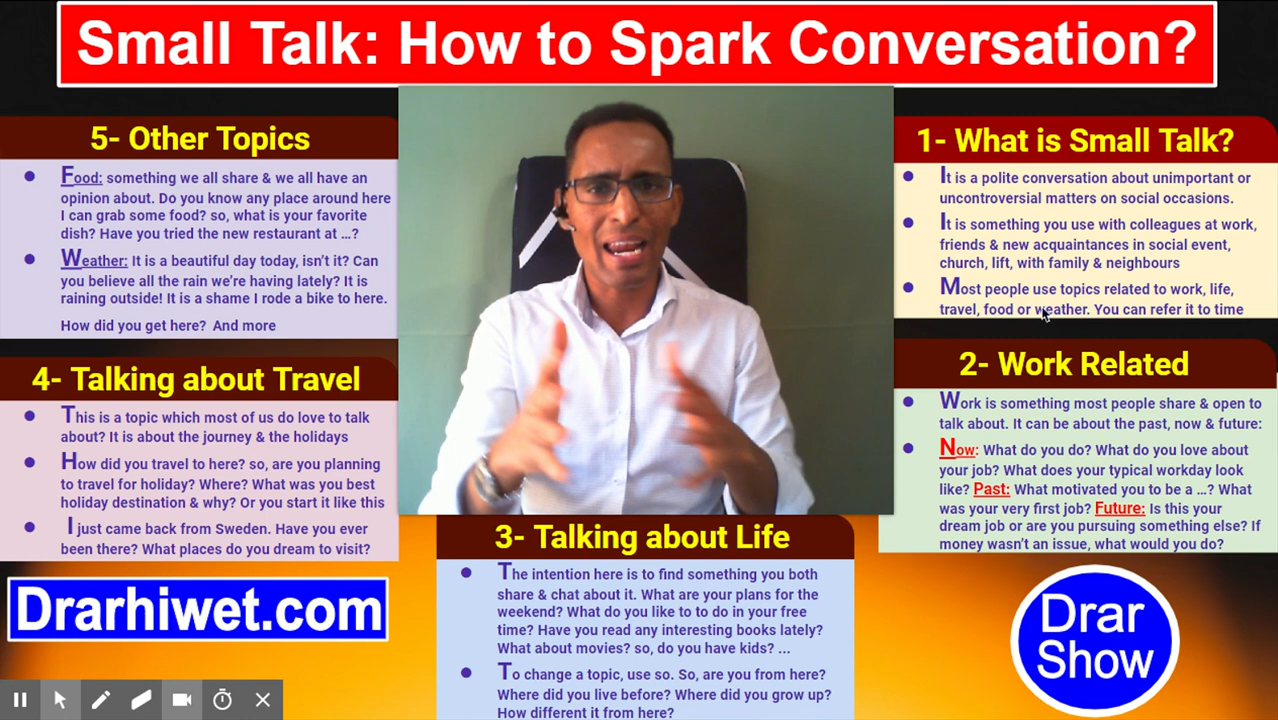 Small Talk: How to Spark Conversation?
1- What is Small Talk?
It is a polite conversation about unimportant or
uncontroversial matters on social occasions.
It is something you use with colleagues at work,
friends & new acquaintances in social event,
church, lift, with family & neighbours
Most people use topics related to work, life,
travel, food or weather. You can refer it to time
2- Work Related
Work is something most people share & open to
talk about. It can be about the past, now & future:
Now: What do you do? What do you love about
your job? What does your typical workday look
like? Past: What motivated you to be a ...? What
was your very first job? Future: Is this your
dream job or are you pursuing something else? If
money wasn't an issue, what would you do?
3- Talking about Life
The intention here is to find something you both
share & chat about it. What are your plans for the
weekend? What do you like to to do in your free
time? Have you read any interesting books lately?
What about movies? so, do you have kids? ...
To change a topic, use so. So, are you from here?
Where did you live before? Where did you grow up?
How different it from here?
4- Talking about Travel
This is a topic which most of us do love to talk
about? It is about the journey & the holidays
How did you travel to here? so, are you planning
to travel for holiday? Where? What was you best
holiday destination & why? Or you start it like this
I just came back from Sweden. Have you ever
been there? What places do you dream to visit?
5- Other Topics
Food: something we all share & we all have an
opinion about. Do you know any place around here
I can grab some food? so, what is your favorite
dish? Have you tried the new restaurant at ...?
Weather: It is a beautiful day today, isn't it? Can
you believe all the rain we're having lately? It is
raining outside! It is a shame I rode a bike to here.
How did you get here? And more
Drarhiwet.com
Drar
Show